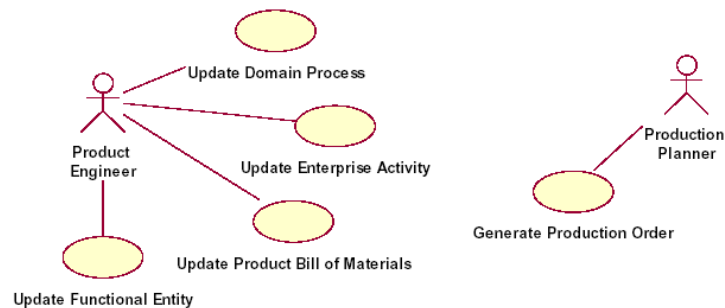 Update Domain Process
Product
Engineer
Update Enterprise Activity
Update Product Bill of Materials
Update Functional Entity
Production
Planner
Generate Production Order